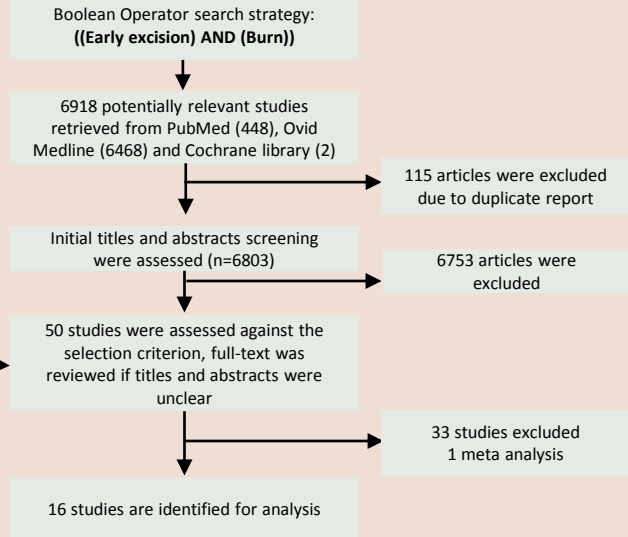 Boolean Operator search strategy:
((Early excision) AND (Burn))
6918 potentially relevant studies
retrieved from PubMed (448), Ovid
Medline (6468) and Cochrane library (2)
115 articles were excluded
due to duplicate report
Initial titles and abstracts screening
were assessed (n=6803)
6753 articles were
excluded
50 studies were assessed against the
selection criterion, full-text was
reviewed if titles and abstracts were
unclear
33 studies excluded
1 meta analysis
16 studies are identified for analysis